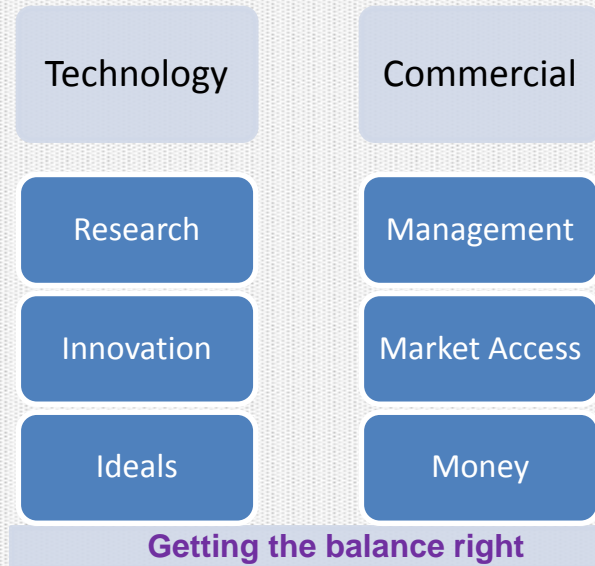 Technology
Research
Innovation
Ideals
Commercial
Management
Market Access
Money
Getting the balance right